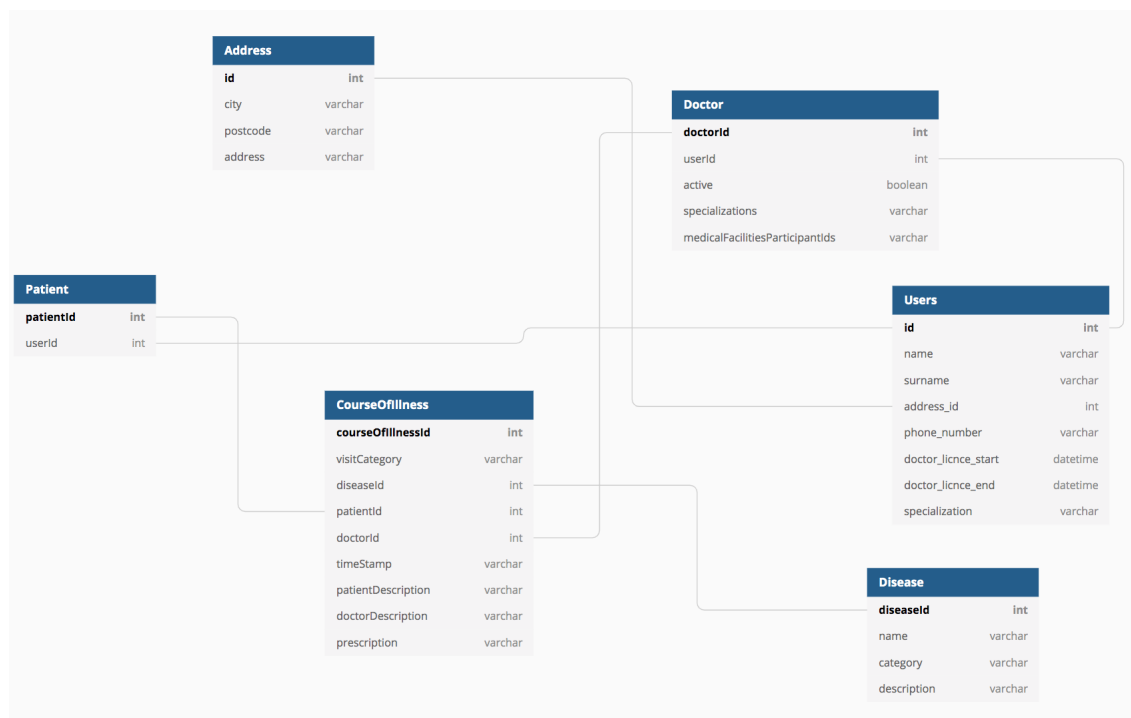 Address
id int
city varchar
postcode varchar
address varchar
Doctor
doctorId int
userId int
active boolean
specializations varchar
medicalFacilitiesParticipantIds varchar
Patient
patientId int
userId int
Users
id int
name varchar
surname varchar
address_id int
phone_number varchar
doctor_licnce_start datetime
doctor_licnce_end datetime
specialization varchar
CourseOfIllness
courseOfIllnessId int
visitCategory varchar
diseaseId int
patientId int
doctorId int
timeStamp varchar
patientDescription varchar
doctorDescription varchar
prescription varchar
Disease
diseaseId int
name varchar
category varchar
description varchar